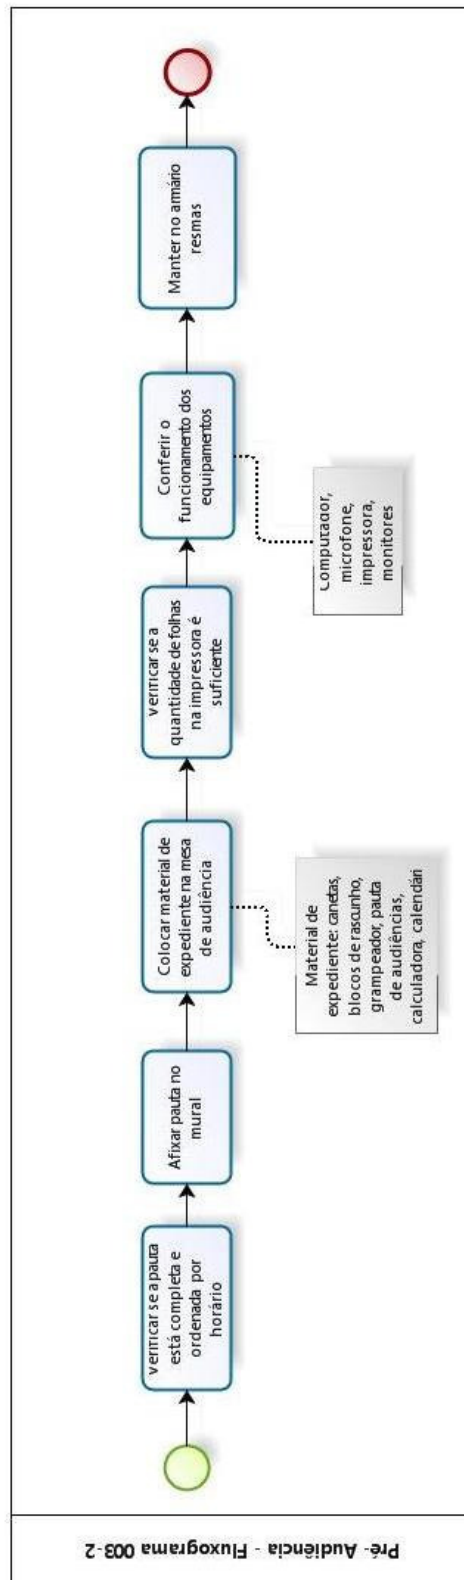 Pré- Audiência - Fluxograma 003-2
Verificar se a pauta
está completa e
ordenada por
horário
Afixar pauta no
mural
Colocar material de
expediente na mesa
de audiência
Material de
expediente: canetas,
blocos de rascunho,
grampeador, pauta
de audiências,
calculadora, calendári
Verificar se a
quantidade de folhas
na impressora é
suficiente
Conferir o
funcionamento dos
equipamentos
Computador,
microfone,
impressora,
monitores
Manter no armário
resmas